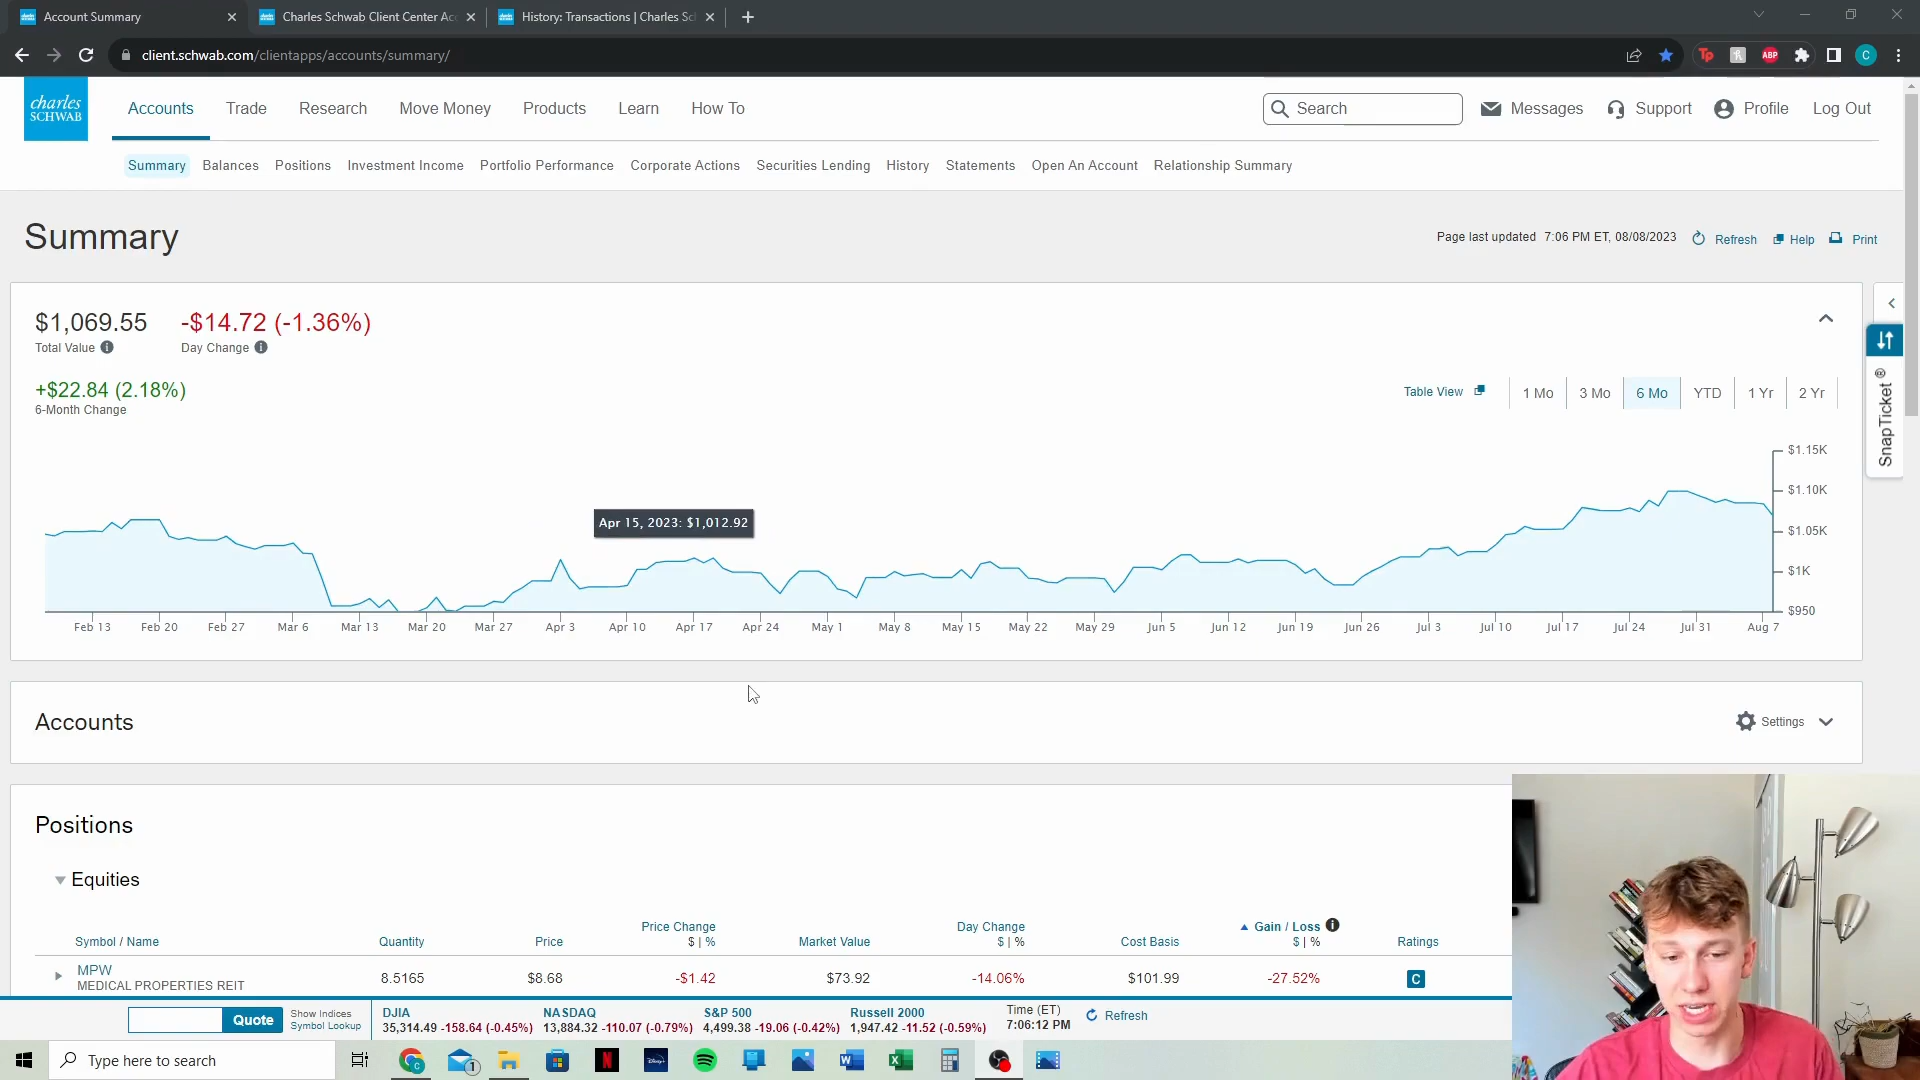 Account Summary
Charles Schwab Client Center Acc
History: Transactions | Charles Sc
client.schwab.com/clientapps/accounts/summary/
Tp
ABP
C
charles
SCHWAB
Accounts
Trade
Research
Move Money
Products
Learn
How To
Search
Messages
Support
Profile
Log Out
Summary
Balances
Positions
Investment Income
Portfolio Performance
Corporate Actions
Securities Lending
History
Statements
Open An Account
Relationship Summary
Summary
Page last updated 7:06 PM ET, 08/08/2023
Refresh
Help
Print
$1,069.55
-$14.72 (-1.36%)
Total Value
Day Change
+$22.84 (2.18%)
6-Month Change
Table View
1 Mo
3 Mo
6 Mo
YTD
1 Yr
2 Yr
SnapTicket®
Apr 15, 2023: $1,012.92
$1.15K
$1.10K
$1.05K
$1K
$950
Feb 13
Feb 20
Feb 27
Mar 6
Mar 13
Mar 20
Mar 27
Apr 3
Apr 10
Apr 17
Apr 24
May 1
May 8
May 15
May 22
May 29
Jun 5
Jun 12
Jun 19
Jun 26
Jul 3
Jul 10
Jul 17
Jul 24
Jul 31
Aug 7
Accounts
Settings
Positions
Equities
Symbol / Name
Quantity
Price
Price Change
$ | %
Market Value
Day Change
$ | %
Cost Basis
Gain / Loss
$ | %
Ratings
MPW
MEDICAL PROPERTIES REIT
8.5165
$8.68
-$1.42
$73.92
-14.06%
$101.99
-27.52%
C
Quote
Show Indices
Symbol Lookup
DJIA
35,314.49 -158.64 (-0.45%)
NASDAQ
13,884.32 -110.07 (-0.79%)
S&P 500
4,499.38 -19.06 (-0.42%)
Russell 2000
1,947.42 -11.52 (-0.59%)
Time (ET)
7:06:12 PM
Refresh
Type here to search